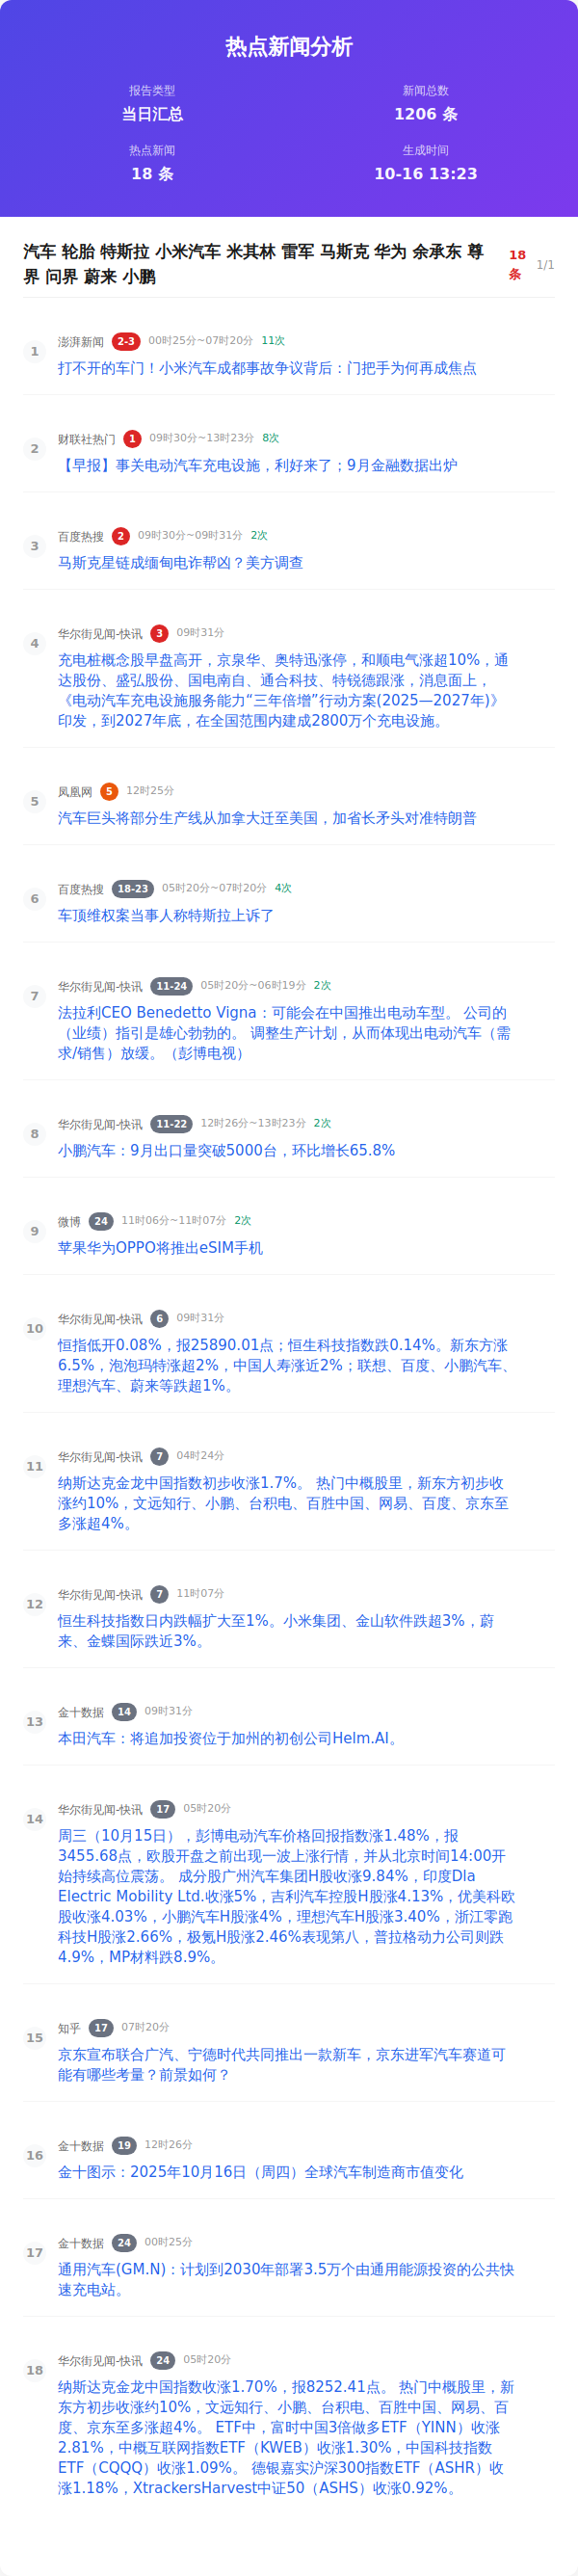 热点新闻分析
报告类型
新闻总数
当日汇总
1206 条
热点新闻
生成时间
18 条
10-16 13:23
汽车 轮胎 特斯拉 小米汽车 米其林 雷军 马斯克 华为 余承东 尊
界 问界 蔚来 小鹏
18
条
1/1
1
澎湃新闻 2-3 00时25分~07时20分 11次
打不开的车门！小米汽车成都事故争议背后：门把手为何再成焦点
2
财联社热门 1 09时30分~13时23分 8次
【早报】事关电动汽车充电设施，利好来了；9月金融数据出炉
3
百度热搜 2 09时30分~09时31分 2次
马斯克星链成缅甸电诈帮凶？美方调查
4
华尔街见闻-快讯 3 09时31分
充电桩概念股早盘高开，京泉华、奥特迅涨停，和顺电气涨超10%，通
达股份、盛弘股份、国电南自、通合科技、特锐德跟涨，消息面上，
《电动汽车充电设施服务能力“三年倍增”行动方案(2025—2027年)》
印发，到2027年底，在全国范围内建成2800万个充电设施。
5
凤凰网 5 12时25分
汽车巨头将部分生产线从加拿大迁至美国，加省长矛头对准特朗普
6
百度热搜 18-23 05时20分~07时20分 4次
车顶维权案当事人称特斯拉上诉了
7
华尔街见闻-快讯 11-24 05时20分~06时19分 2次
法拉利CEO Benedetto Vigna：可能会在中国推出电动车型。 公司的
（业绩）指引是雄心勃勃的。 调整生产计划，从而体现出电动汽车（需
求/销售）放缓。（彭博电视）
8
华尔街见闻-快讯 11-22 12时26分~13时23分 2次
小鹏汽车：9月出口量突破5000台，环比增长65.8%
9
微博 24 11时06分~11时07分 2次
苹果华为OPPO将推出eSIM手机
10
华尔街见闻-快讯 6 09时31分
恒指低开0.08%，报25890.01点；恒生科技指数跌0.14%。新东方涨
6.5%，泡泡玛特涨超2%，中国人寿涨近2%；联想、百度、小鹏汽车、
理想汽车、蔚来等跌超1%。
11
华尔街见闻-快讯 7 04时24分
纳斯达克金龙中国指数初步收涨1.7%。 热门中概股里，新东方初步收
涨约10%，文远知行、小鹏、台积电、百胜中国、网易、百度、京东至
多涨超4%。
12
华尔街见闻-快讯 7 11时07分
恒生科技指数日内跌幅扩大至1%。小米集团、金山软件跌超3%，蔚
来、金蝶国际跌近3%。
13
金十数据 14 09时31分
本田汽车：将追加投资位于加州的初创公司Helm.AI。
14
华尔街见闻-快讯 17 05时20分
周三（10月15日），彭博电动汽车价格回报指数涨1.48%，报
3455.68点，欧股开盘之前出现一波上涨行情，并从北京时间14:00开
始持续高位震荡。 成分股广州汽车集团H股收涨9.84%，印度Dla
Electric Mobility Ltd.收涨5%，吉利汽车控股H股涨4.13%，优美科欧
股收涨4.03%，小鹏汽车H股涨4%，理想汽车H股涨3.40%，浙江零跑
科技H股涨2.66%，极氪H股涨2.46%表现第八，普拉格动力公司则跌
4.9%，MP材料跌8.9%。
15
知乎 17 07时20分
京东宣布联合广汽、宁德时代共同推出一款新车，京东进军汽车赛道可
能有哪些考量？前景如何？
16
金十数据 19 12时26分
金十图示：2025年10月16日（周四）全球汽车制造商市值变化
17
金十数据 24 00时25分
通用汽车(GM.N)：计划到2030年部署3.5万个由通用能源投资的公共快
速充电站。
18
华尔街见闻-快讯 24 05时20分
纳斯达克金龙中国指数收涨1.70%，报8252.41点。 热门中概股里，新
东方初步收涨约10%，文远知行、小鹏、台积电、百胜中国、网易、百
度、京东至多涨超4%。 ETF中，富时中国3倍做多ETF（YINN）收涨
2.81%，中概互联网指数ETF（KWEB）收涨1.30%，中国科技指数
ETF（CQQQ）收涨1.09%。 德银嘉实沪深300指数ETF（ASHR）收
涨1.18%，XtrackersHarvest中证50（ASHS）收涨0.92%。